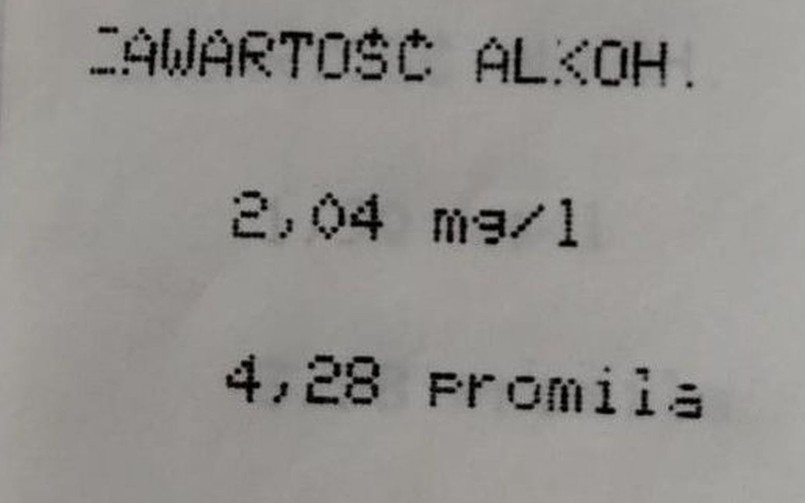 ZAWARTOŚĆ ALKOH.
2,04 mg/l
4,28 promila